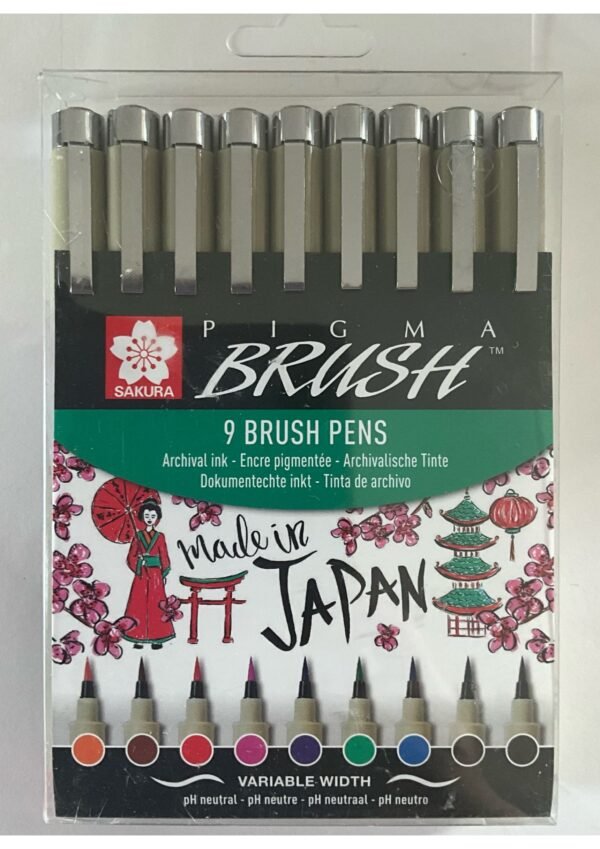 PIGMA
BRUSH™
SAKURA
9 BRUSH PENS
Archival ink - Encre pigmentée - Archivalische Tinte
Dokumentechte inkt - Tinta de archivo
made in
JAPAN
VARIABLE WIDTH
pH neutral - pH neutre - pH neutraal - pH neutro